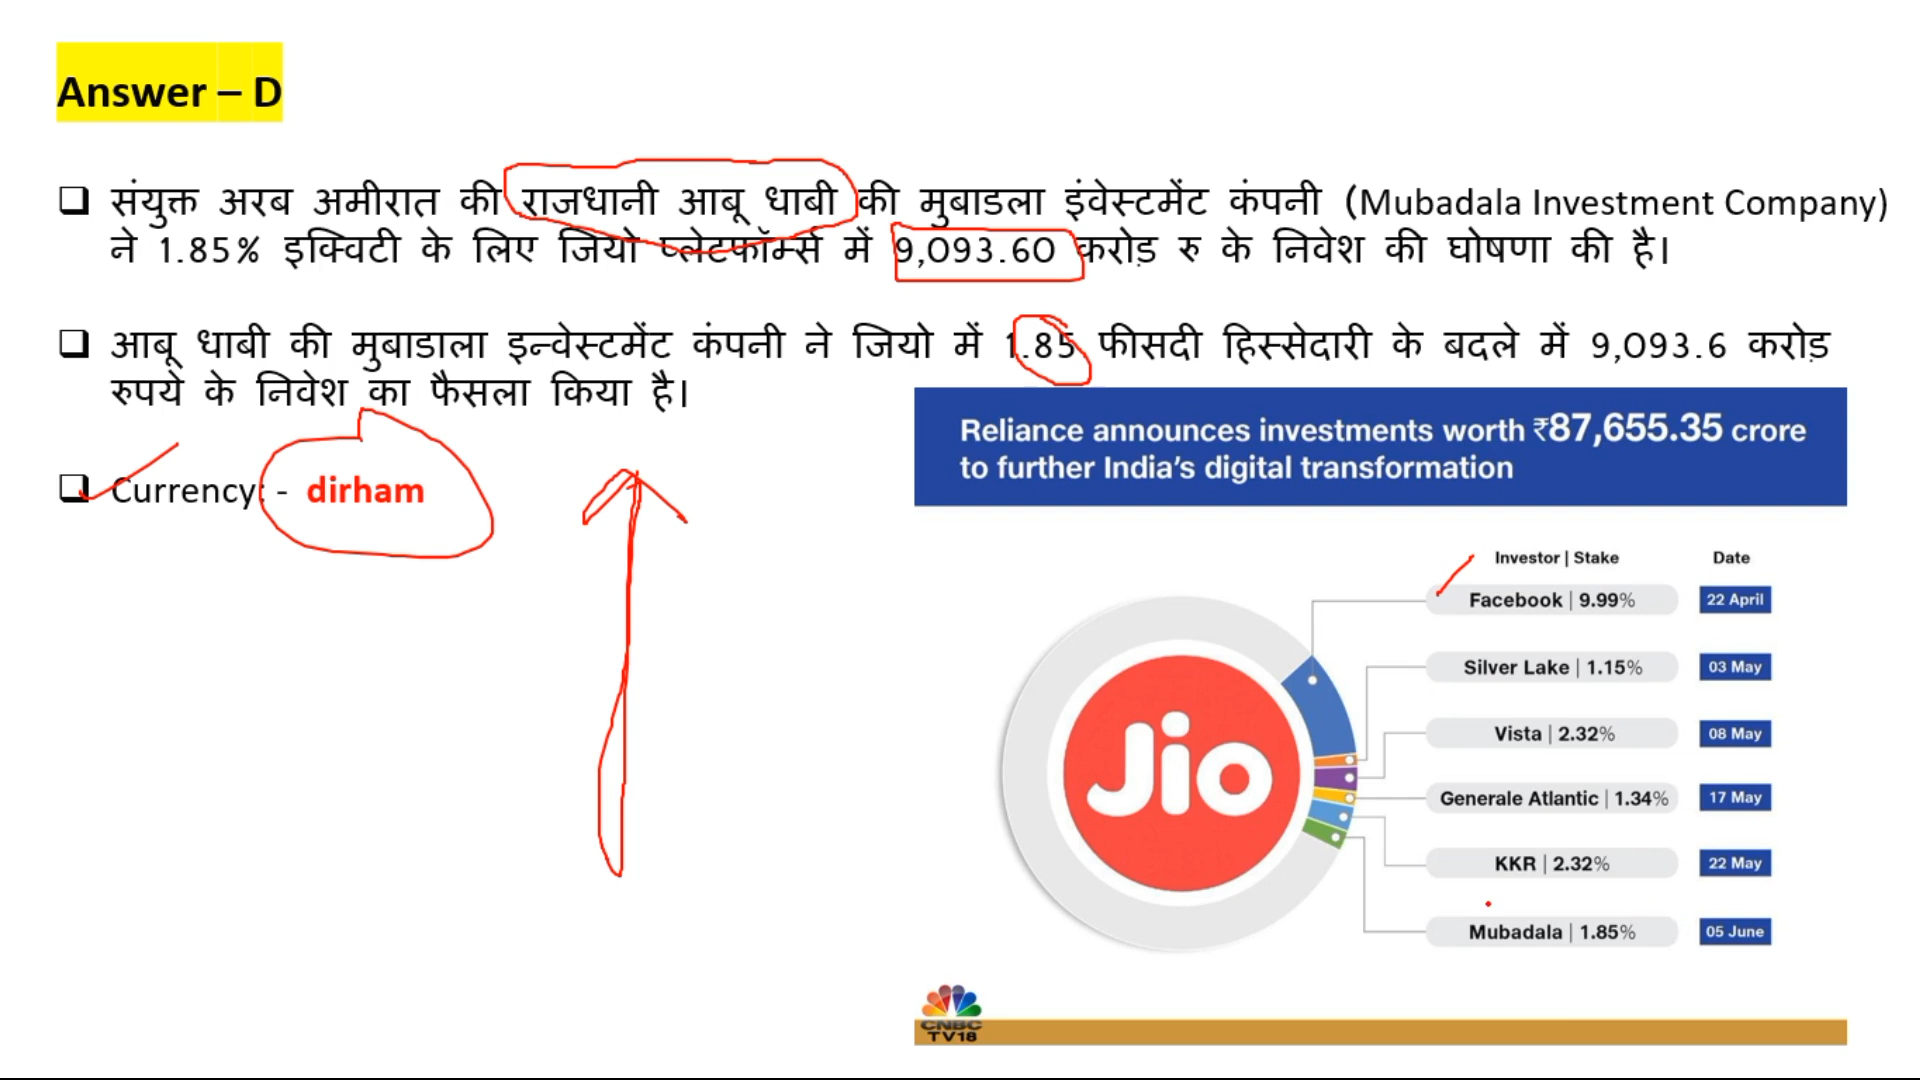 Answer – D
संयुक्त अरब अमीरात की राजधानी आबू धाबी की मुबाडला इंवेस्टमेंट कंपनी (Mubadala Investment Company)
ने 1.85% इक्विटी के लिए जियो प्लेटफॉर्म्स में 9,093.60 करोड़ रु के निवेश की घोषणा की है।
आबू धाबी की मुबाडाला इन्वेस्टमेंट कंपनी ने जियो में 1.85 फीसदी हिस्सेदारी के बदले में 9,093.6 करोड़
रुपये के निवेश का फैसला किया है।
Currency: - dirham
Reliance announces investments worth ₹87,655.35 crore
to further India's digital transformation
Investor | Stake Date
Facebook | 9.99% 22 April
Silver Lake | 1.15% 03 May
Vista | 2.32% 08 May
Generale Atlantic | 1.34% 17 May
KKR | 2.32% 22 May
Mubadala | 1.85% 05 June
Jio
CNBC
TV18